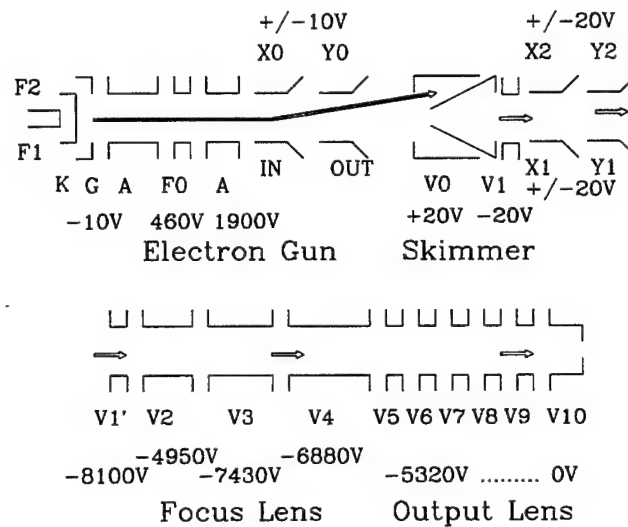 +/-10V +/-20V
X0 Y0 X2 Y2
F2
F1 IN OUT X1 Y1
K G A F0 A V0 V1 +/-20V
-10V 460V 1900V +20V -20V
Electron Gun Skimmer
V1' V2 V3 V4 V5 V6 V7 V8 V9 V10
-4950V -6880V
-8100V -7430V -5320V ......... 0V
Focus Lens Output Lens